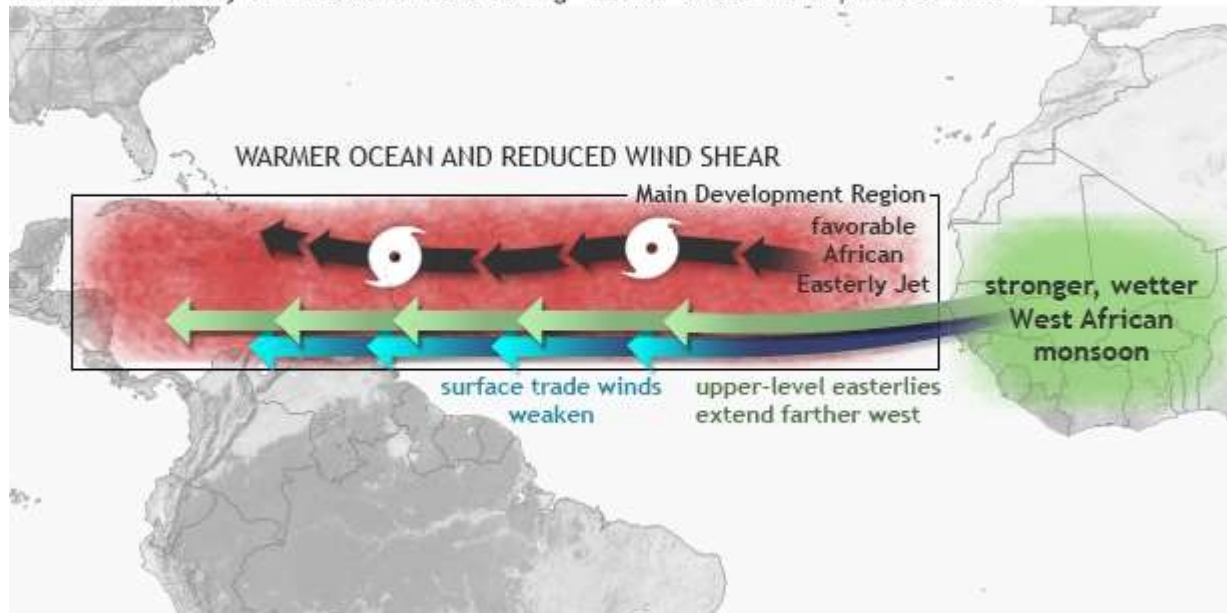 WARMER OCEAN AND REDUCED WIND SHEAR
Main Development Region
favorable
African
Easterly Jet
stronger, wetter
West African
monsoon
surface trade winds
weaken
upper-level easterlies
extend farther west